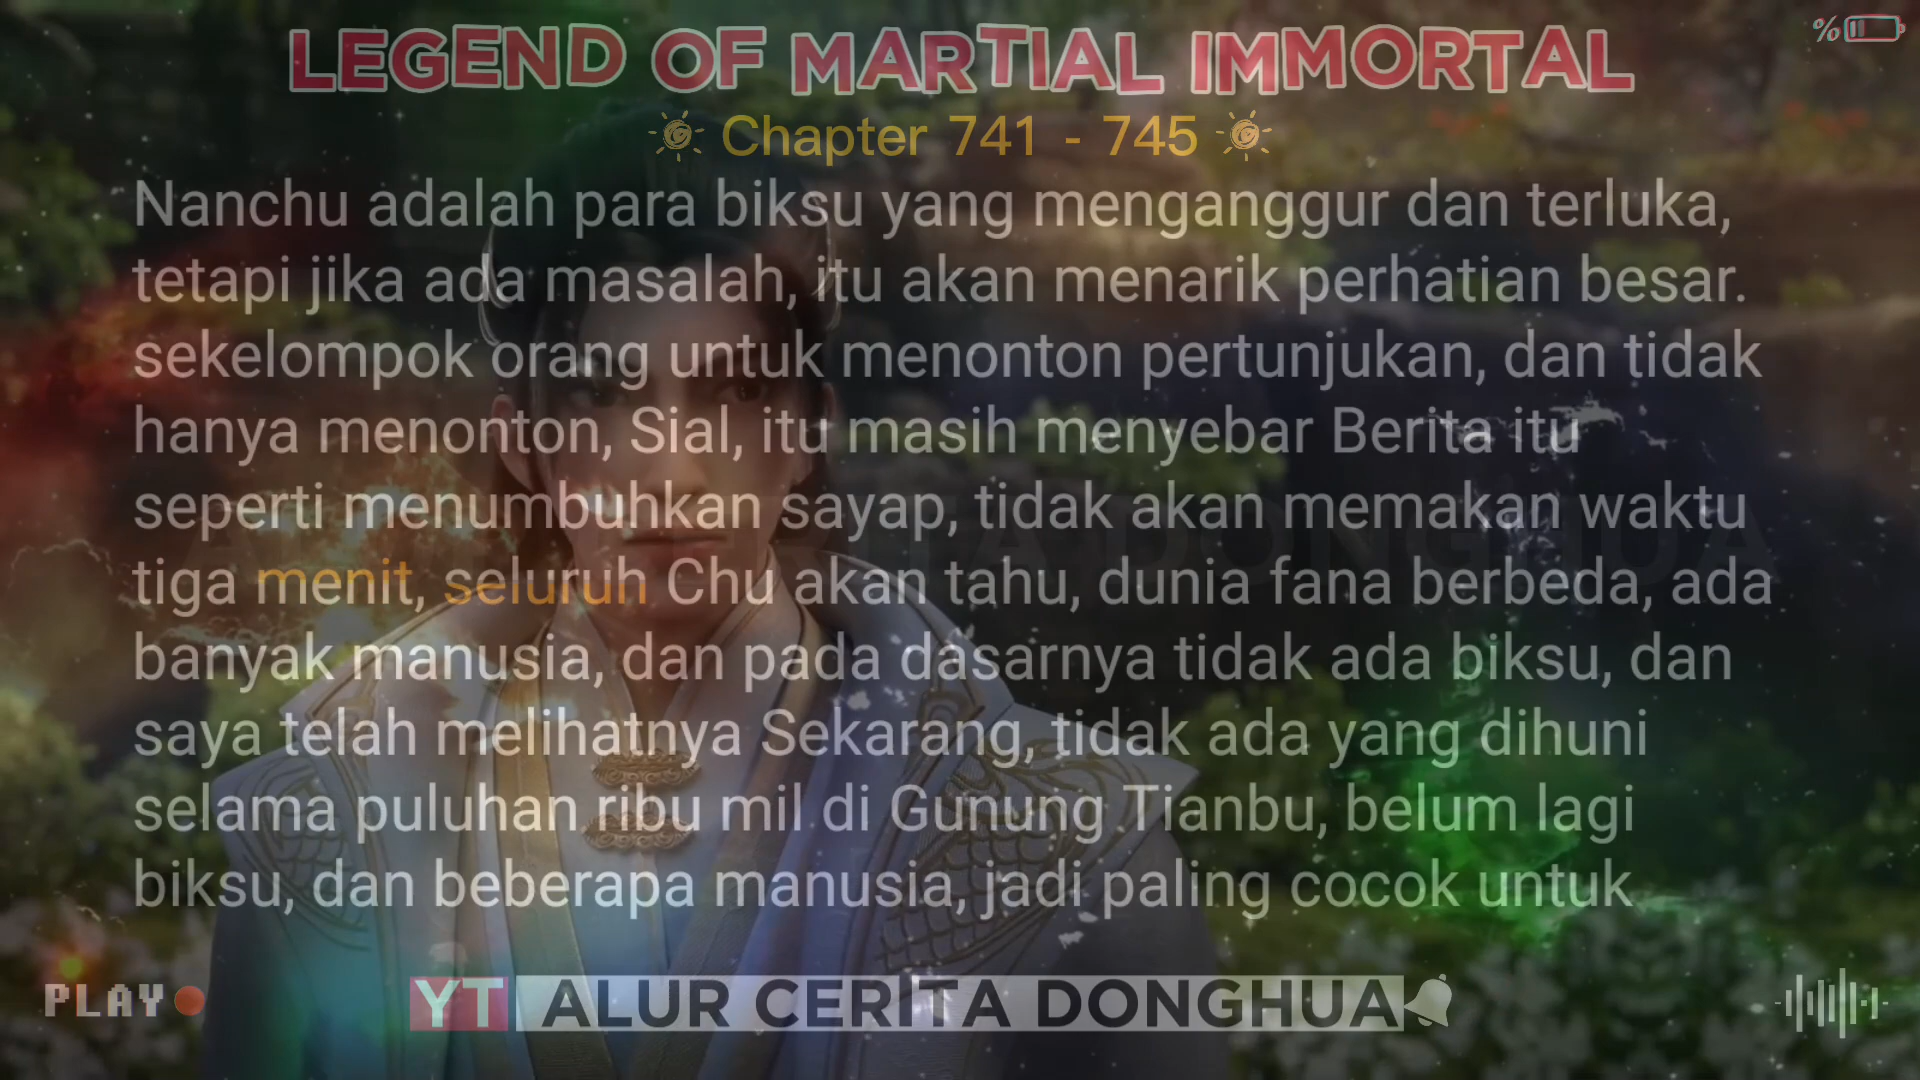 LEGEND OF MARTIAL IMMORTAL
%
Chapter 741 - 745
Nanchu adalah para biksu yang menganggur dan terluka,
tetapi jika ada masalah, itu akan menarik perhatian besar.
sekelompok orang untuk menonton pertunjukan, dan tidak
hanya menonton, Sial, itu masih menyebar Berita itu
seperti menumbuhkan sayap, tidak akan memakan waktu
tiga menit, seluruh Chu akan tahu, dunia fana berbeda, ada
banyak manusia, dan pada dasarnya tidak ada biksu, dan
saya telah melihatnya Sekarang, tidak ada yang dihuni
selama puluhan ribu mil di Gunung Tianbu, belum lagi
biksu, dan beberapa manusia, jadi paling cocok untuk
PLAY
YT ALUR CERITA DONGHUA